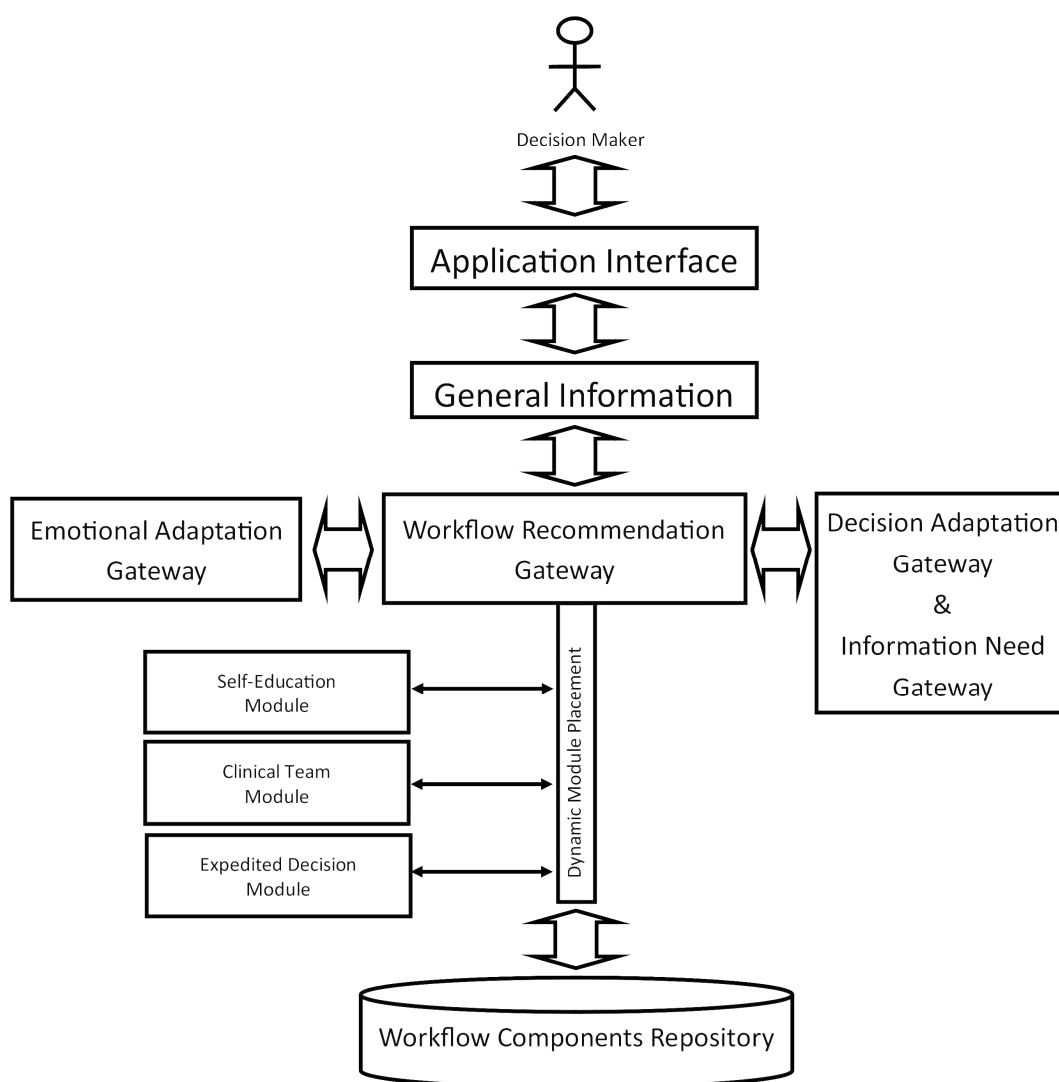 Decision Maker
Application Interface
General Information
Emotional Adaptation
Gateway
Workflow Recommendation
Gateway
Decision Adaptation
Gateway
&
Information Need
Gateway
Self-Education
Module
Clinical Team
Module
Expedited Decision
Module
Dynamic Module Placement
Workflow Components Repository